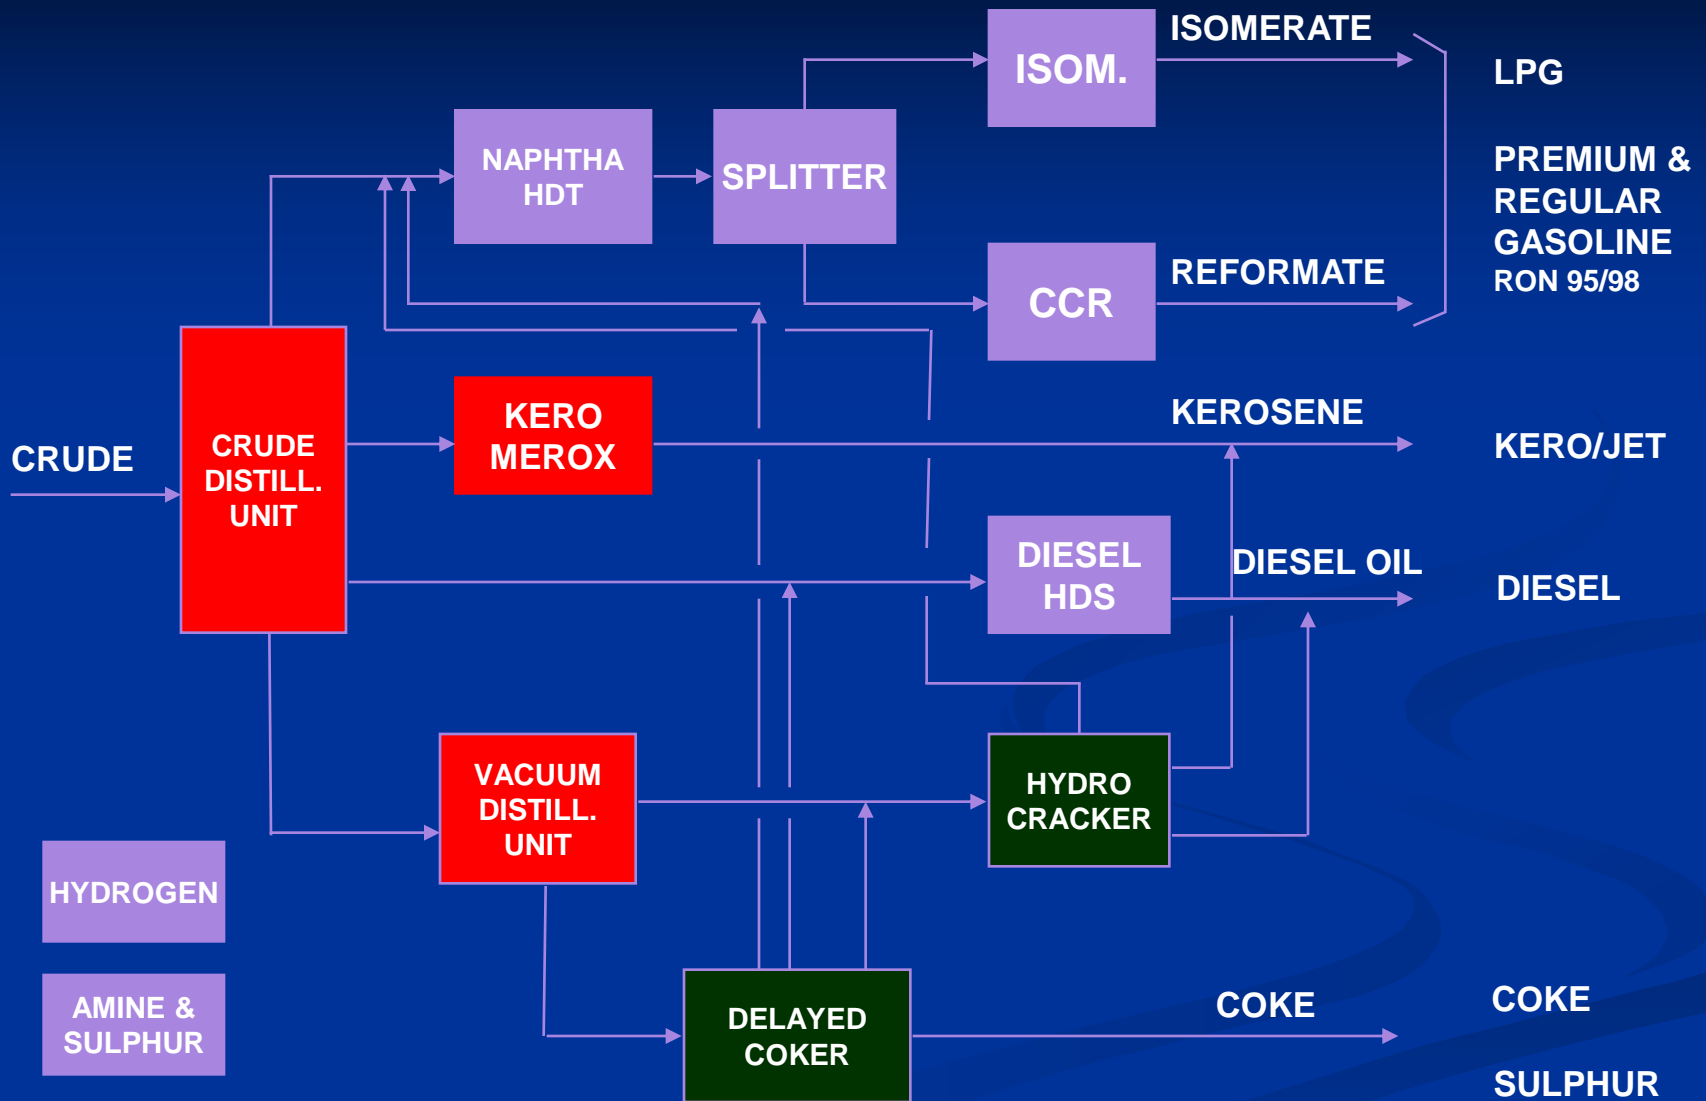 ISOMERATE
ISOM.
LPG
NAPHTHA
HDT
SPLITTER
PREMIUM &
REGULAR
GASOLINE
RON 95/98
REFORMATE
CCR
CRUDE
CRUDE
DISTILL.
UNIT
KERO
MEROX
KEROSENE
KERO/JET
DIESEL
HDS
DIESEL OIL
DIESEL
VACUUM
DISTILL.
UNIT
HYDRO
CRACKER
HYDROGEN
AMINE &
SULPHUR
DELAYED
COKER
COKE
COKE
SULPHUR